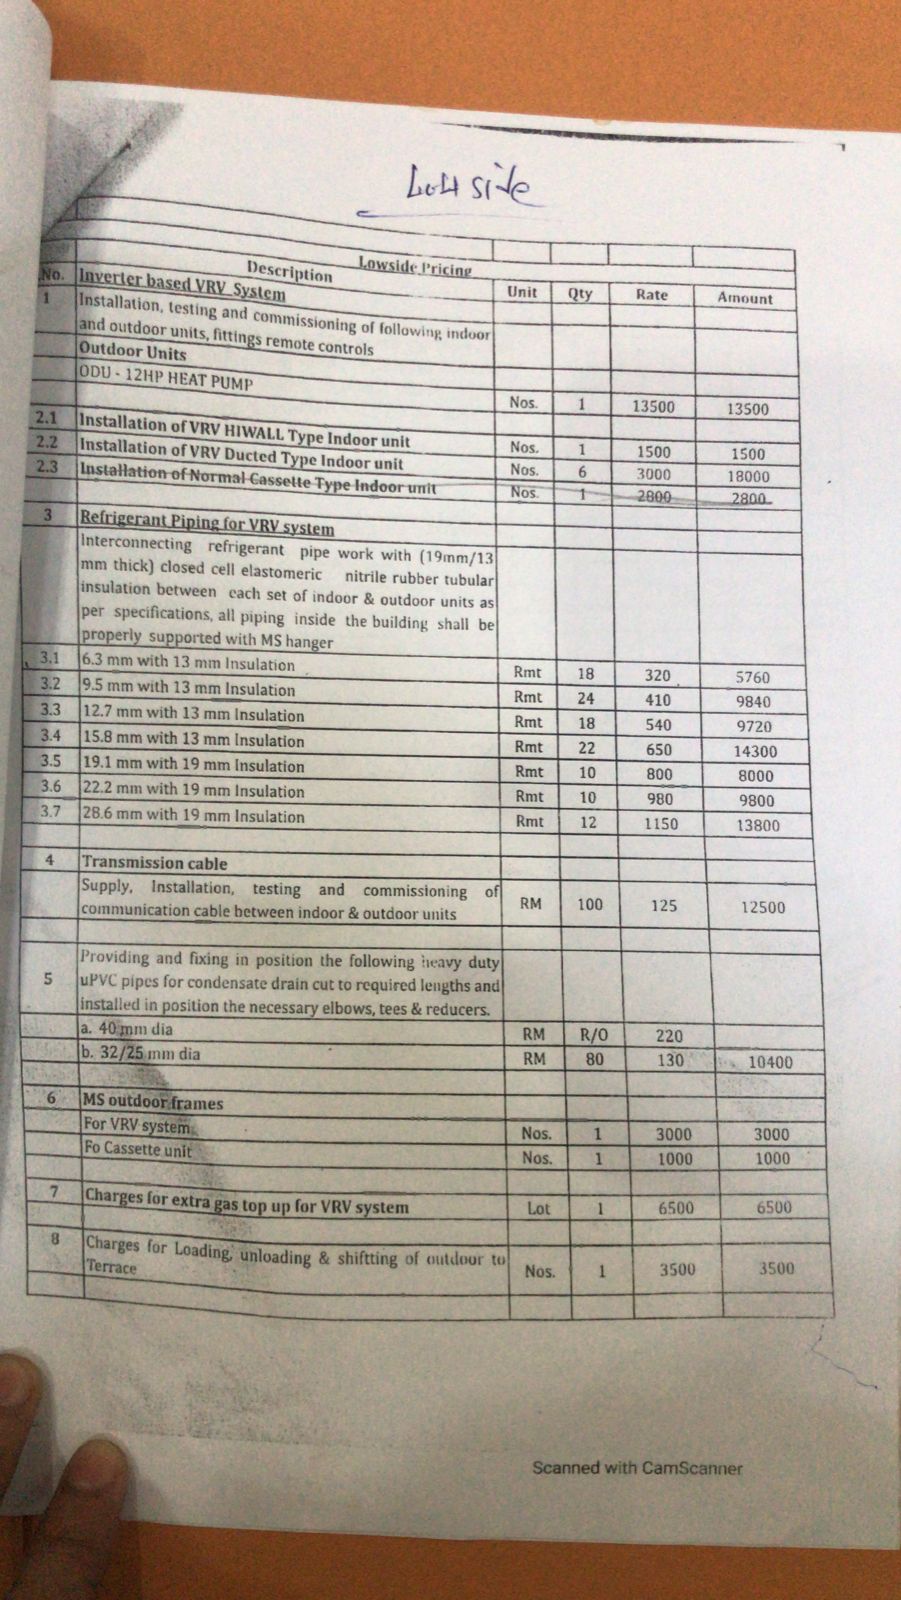 Low side
Lowside Pricing
No. Description Unit Qty Rate Amount
1 Inverter based VRV System
Installation, testing and commissioning of following indoor
and outdoor units, fittings remote controls
Outdoor Units
ODU - 12HP HEAT PUMP Nos. 1 13500 13500
2.1 Installation of VRV HIWALL Type Indoor unit Nos. 1 1500 1500
2.2 Installation of VRV Ducted Type Indoor unit Nos. 6 3000 18000
2.3 Installation of Normal Cassette Type Indoor unit Nos. 1 2800 2800
3 Refrigerant Piping for VRV system
Interconnecting refrigerant pipe work with (19mm/13
mm thick) closed cell elastomeric nitrile rubber tubular
insulation between each set of indoor & outdoor units as
per specifications, all piping inside the building shall be
properly supported with MS hanger
3.1 6.3 mm with 13 mm Insulation Rmt 18 320 5760
3.2 9.5 mm with 13 mm Insulation Rmt 24 410 9840
3.3 12.7 mm with 13 mm Insulation Rmt 18 540 9720
3.4 15.8 mm with 13 mm Insulation Rmt 22 650 14300
3.5 19.1 mm with 19 mm Insulation Rmt 10 800 8000
3.6 22.2 mm with 19 mm Insulation Rmt 10 980 9800
3.7 28.6 mm with 19 mm Insulation Rmt 12 1150 13800
4 Transmission cable
Supply, Installation, testing and commissioning of
communication cable between indoor & outdoor units RM 100 125 12500
Providing and fixing in position the following heavy duty
5 uPVC pipes for condensate drain cut to required lengths and
installed in position the necessary elbows, tees & reducers.
a. 40 mm dia RM R/O 220
b. 32/25 mm dia RM 80 130 10400
6 MS outdoor frames
For VRV system Nos. 1 3000 3000
Fo Cassette unit Nos. 1 1000 1000
7 Charges for extra gas top up for VRV system Lot 1 6500 6500
8 Charges for Loading, unloading & shiftting of outdoor to
Terrace Nos. 1 3500 3500
Scanned with CamScanner